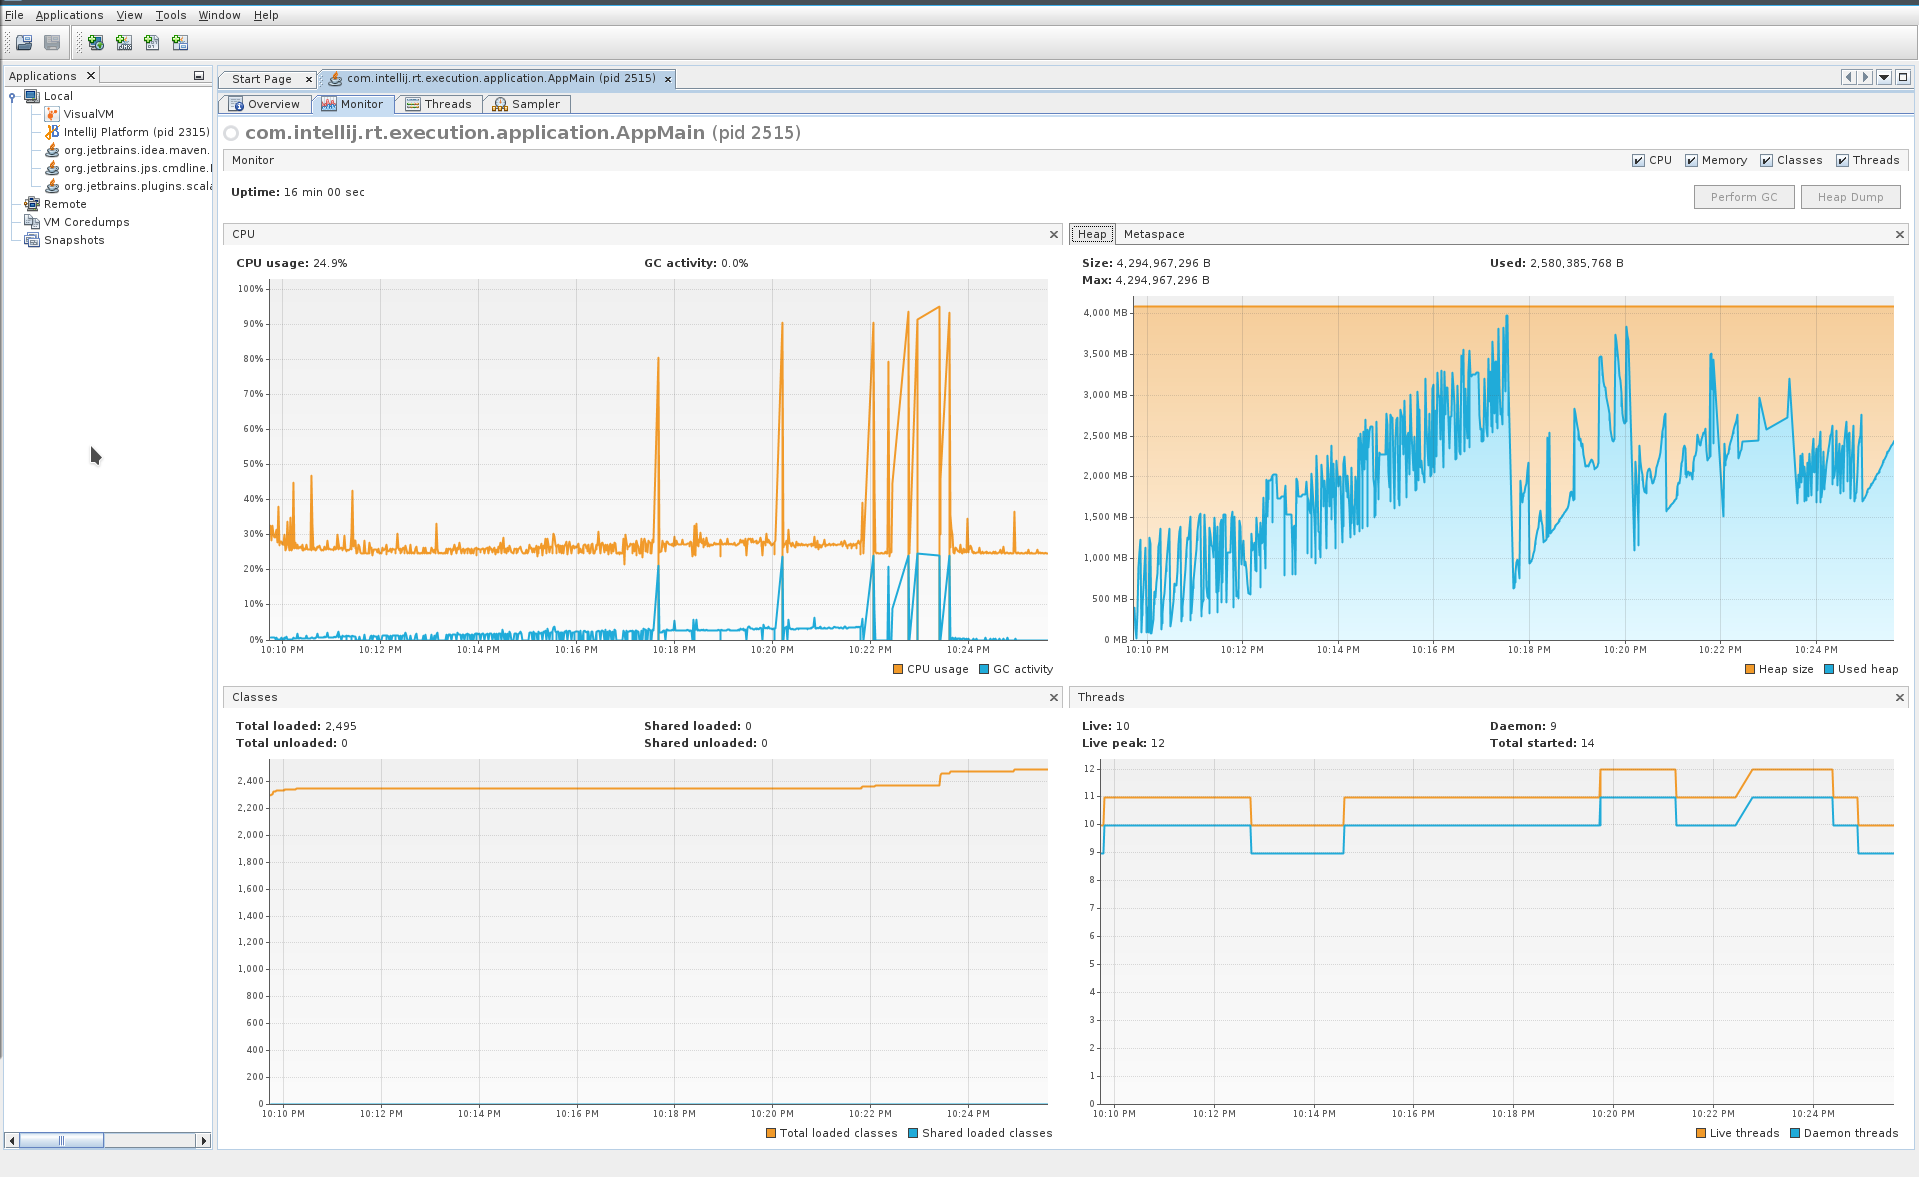 File Applications View Tools Window Help
Applications
Local
VisualVM
IntelliJ Platform (pid 2315)
org.jetbrains.idea.maven.
org.jetbrains.jps.cmdline.
org.jetbrains.plugins.scala
Remote
VM Coredumps
Snapshots
Start Page com.intellij.rt.execution.application.AppMain (pid 2515)
Overview Monitor Threads Sampler
com.intellij.rt.execution.application.AppMain (pid 2515)
Monitor CPU Memory Classes Threads
Uptime: 16 min 00 sec
Perform GC Heap Dump
CPU
CPU usage: 24.9% GC activity: 0.0%
100%
90%
80%
70%
60%
50%
40%
30%
20%
10%
0%
10:10 PM 10:12 PM 10:14 PM 10:16 PM 10:18 PM 10:20 PM 10:22 PM 10:24 PM
CPU usage GC activity
Heap Metaspace
Size: 4,294,967,296 B Used: 2,580,385,768 B
Max: 4,294,967,296 B
4,000 MB
3,500 MB
3,000 MB
2,500 MB
2,000 MB
1,500 MB
1,000 MB
500 MB
0 MB
10:10 PM 10:12 PM 10:14 PM 10:16 PM 10:18 PM 10:20 PM 10:22 PM 10:24 PM
Heap size Used heap
Classes
Total loaded: 2,495 Shared loaded: 0
Total unloaded: 0 Shared unloaded: 0
2,400
2,200
2,000
1,800
1,600
1,400
1,200
1,000
800
600
400
200
0
10:10 PM 10:12 PM 10:14 PM 10:16 PM 10:18 PM 10:20 PM 10:22 PM 10:24 PM
Total loaded classes Shared loaded classes
Threads
Live: 10 Daemon: 9
Live peak: 12 Total started: 14
12
11
10
9
8
7
6
5
4
3
2
1
0
10:10 PM 10:12 PM 10:14 PM 10:16 PM 10:18 PM 10:20 PM 10:22 PM 10:24 PM
Live threads Daemon threads